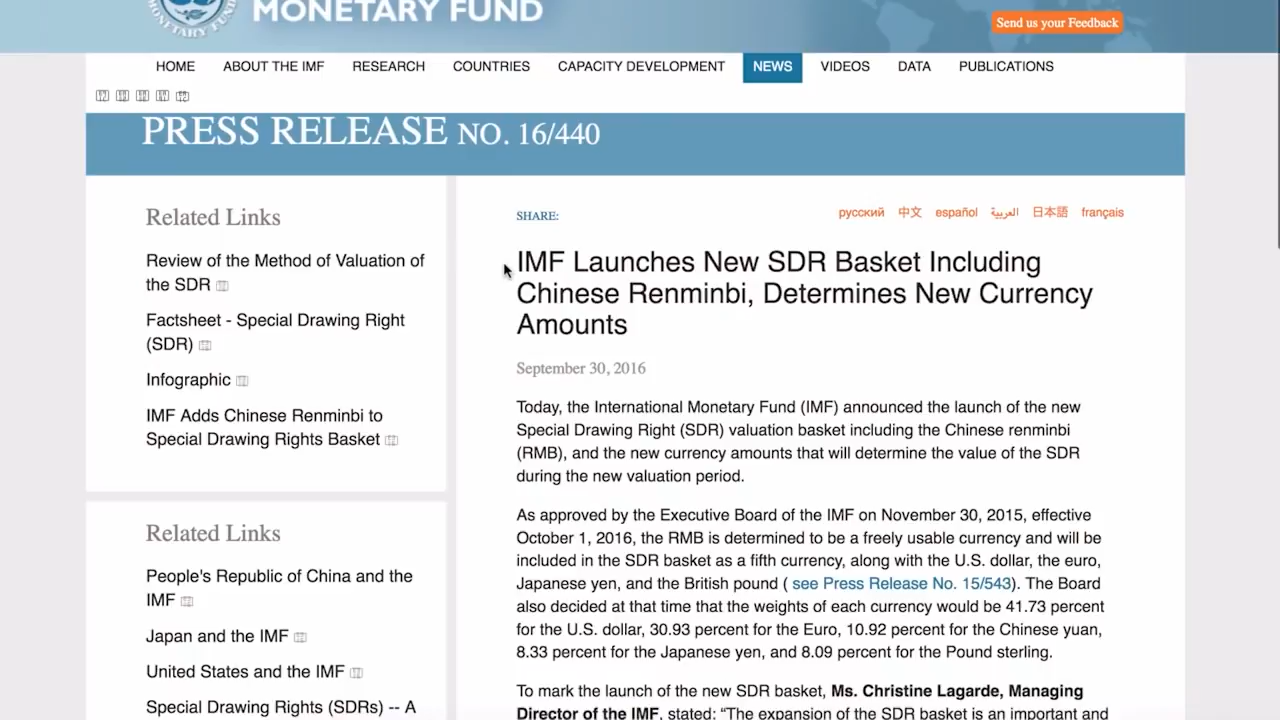 MONETARY FUND
MONETARY FUND
Send us your Feedback
HOME ABOUT THE IMF RESEARCH COUNTRIES CAPACITY DEVELOPMENT NEWS VIDEOS DATA PUBLICATIONS
PRESS RELEASE NO. 16/440
Related Links
Review of the Method of Valuation of
the SDR
Factsheet - Special Drawing Right
(SDR)
Infographic
IMF Adds Chinese Renminbi to
Special Drawing Rights Basket
Related Links
People's Republic of China and the
IMF
Japan and the IMF
United States and the IMF
Special Drawing Rights (SDRs) -- A
SHARE:
русский 中文 español العربية 日本語 français
IMF Launches New SDR Basket Including
Chinese Renminbi, Determines New Currency
Amounts
September 30, 2016
Today, the International Monetary Fund (IMF) announced the launch of the new
Special Drawing Right (SDR) valuation basket including the Chinese renminbi
(RMB), and the new currency amounts that will determine the value of the SDR
during the new valuation period.
As approved by the Executive Board of the IMF on November 30, 2015, effective
October 1, 2016, the RMB is determined to be a freely usable currency and will be
included in the SDR basket as a fifth currency, along with the U.S. dollar, the euro,
Japanese yen, and the British pound ( see Press Release No. 15/543). The Board
also decided at that time that the weights of each currency would be 41.73 percent
for the U.S. dollar, 30.93 percent for the Euro, 10.92 percent for the Chinese yuan,
8.33 percent for the Japanese yen, and 8.09 percent for the Pound sterling.
To mark the launch of the new SDR basket, Ms. Christine Lagarde, Managing
Director of the IMF, stated: “The expansion of the SDR basket is an important and